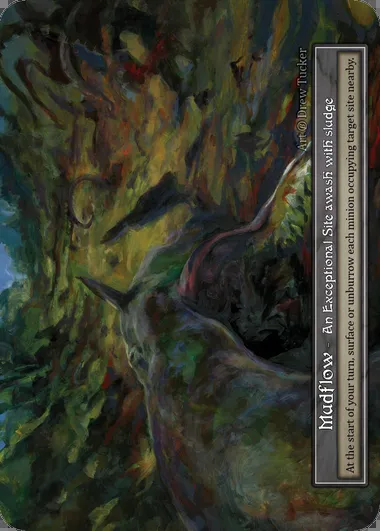 Art © Drew Tucker
Mudflow - An Exceptional Site awash with sludge
At the start of your turn, surface or unburrow each minion occupying target site nearby.